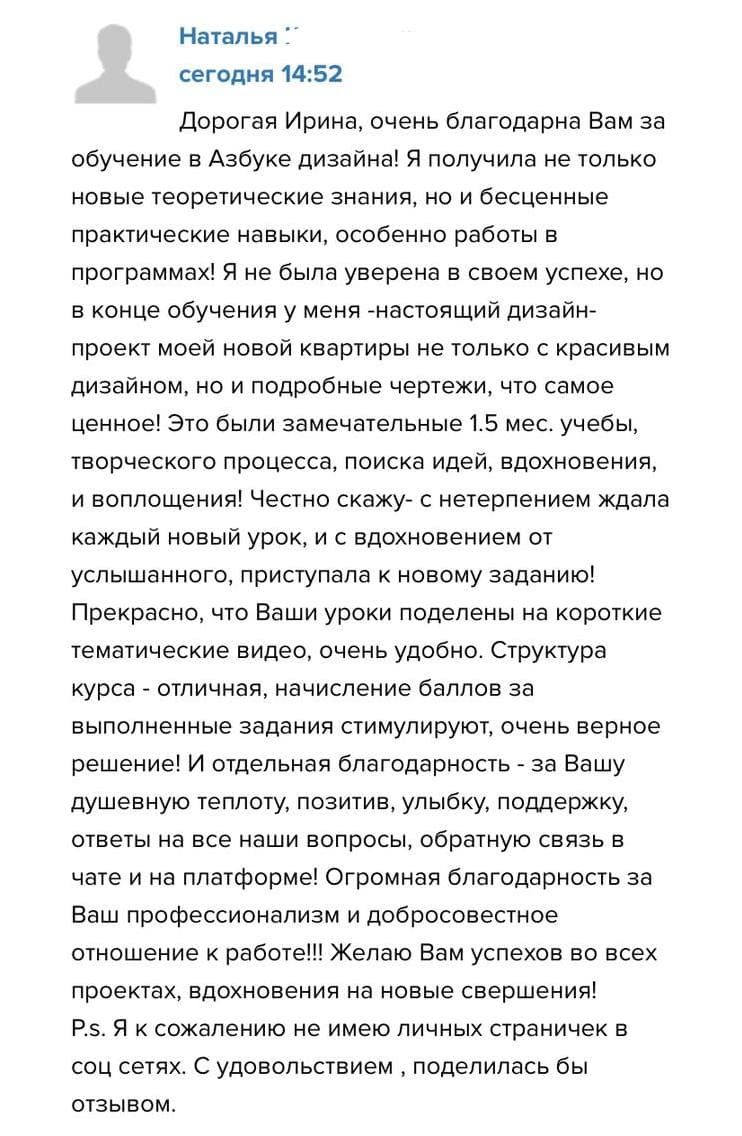 Наталья
сегодня 14:52
Дорогая Ирина, очень благодарна Вам за
обучение в Азбуке дизайна! Я получила не только
новые теоретические знания, но и бесценные
практические навыки, особенно работы в
программах! Я не была уверена в своем успехе, но
в конце обучения у меня -настоящий дизайн-
проект моей новой квартиры не только с красивым
дизайном, но и подробные чертежи, что самое
ценное! Это были замечательные 1.5 мес. учебы,
творческого процесса, поиска идей, вдохновения,
и воплощения! Честно скажу- с нетерпением ждала
каждый новый урок, и с вдохновением от
услышанного, приступала к новому заданию!
Прекрасно, что Ваши уроки поделены на короткие
тематические видео, очень удобно. Структура
курса - отличная, начисление баллов за
выполненные задания стимулируют, очень верное
решение! И отдельная благодарность - за Вашу
душевную теплоту, позитив, улыбку, поддержку,
ответы на все наши вопросы, обратную связь в
чате и на платформе! Огромная благодарность за
Ваш профессионализм и добросовестное
отношение к работе!!! Желаю Вам успехов во всех
проектах, вдохновения на новые свершения!
P.s. Я к сожалению не имею личных страничек в
соц сетях. С удовольствием , поделилась бы
отзывом.